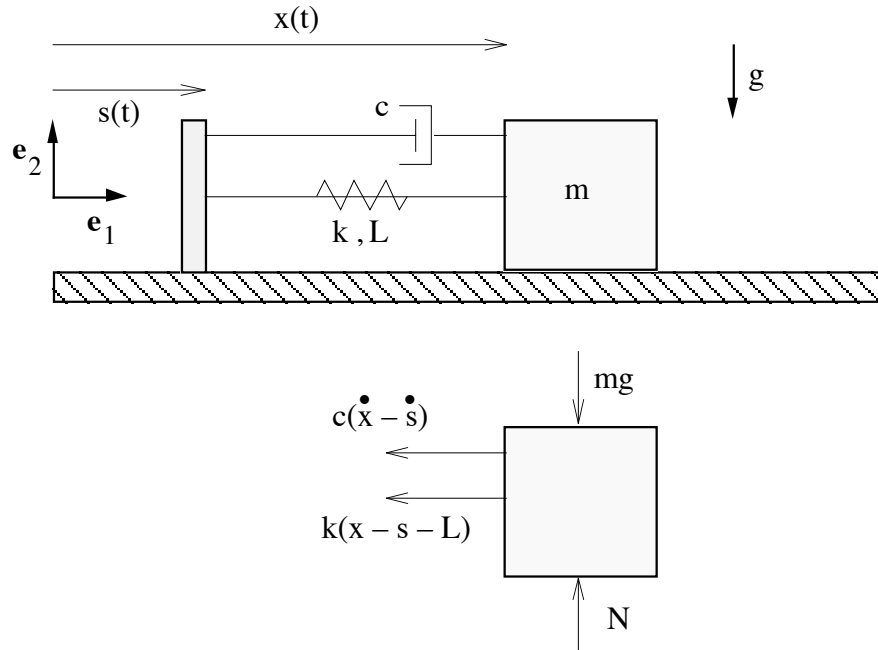 x(t)
s(t)
g
c
e2
e1
k , L
m
mg
c(ẋ – ṡ)
k(x – s – L)
N